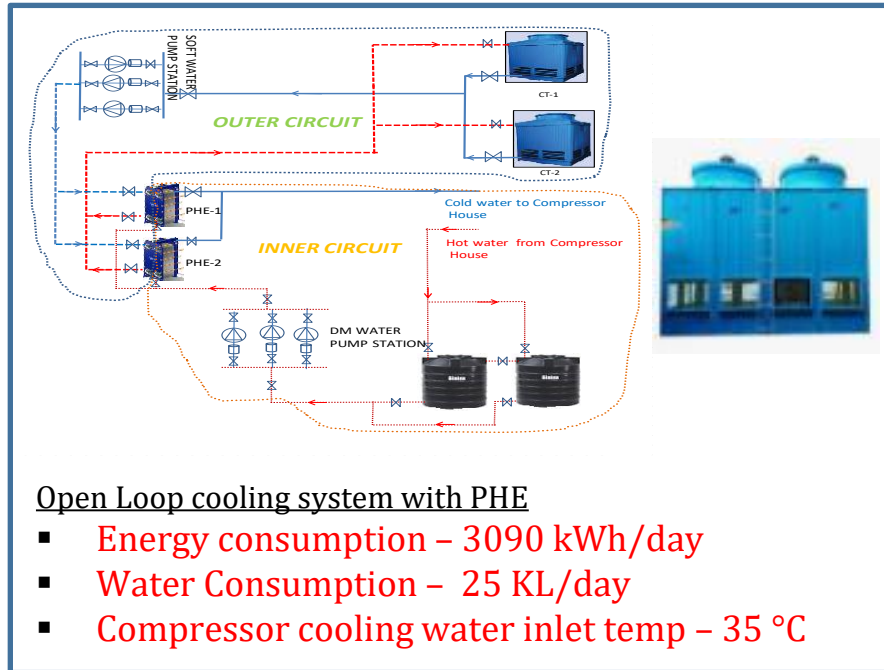 SOFT WATER
PUMP STATION
CT-1
OUTER CIRCUIT
CT-2
PHE-1
Cold water to Compressor
House
INNER CIRCUIT
Hot water from Compressor
House
PHE-2
DM WATER
PUMP STATION
Sintex
Sintex
Open Loop cooling system with PHE
▪ Energy consumption – 3090 kWh/day
▪ Water Consumption – 25 KL/day
▪ Compressor cooling water inlet temp – 35 °C